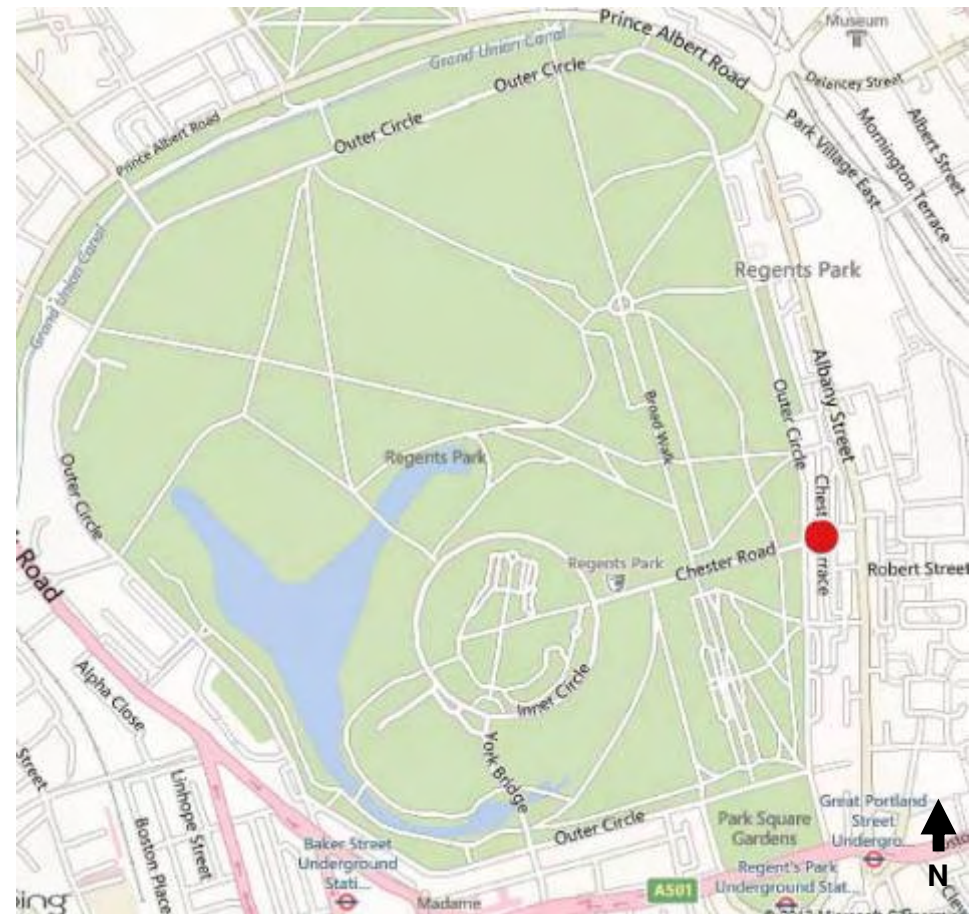 Prince Albert Road
Museum
Grand Union Canal
Outer Circle
Delancey Street
Albert Street
Mornington Terrace
Park Village East
Prince Albert Road
Outer Circle
Grand Union Canal
Regents Park
Albany Street
Outer Circle
Broad Walk
Regents Park
Outer Circle
Chest
rrace
Road
Regents Park
Chester Road
Robert Street
Alpha Close
Inner Circle
York Bridge
Street
Linhope Street
Boston Place
Outer Circle
Park Square
Gardens
Great Portland
Street
Undergro...
Baker Street
Underground
Stati...
Regent's Park
Underground Stat...
A501
Madame
N